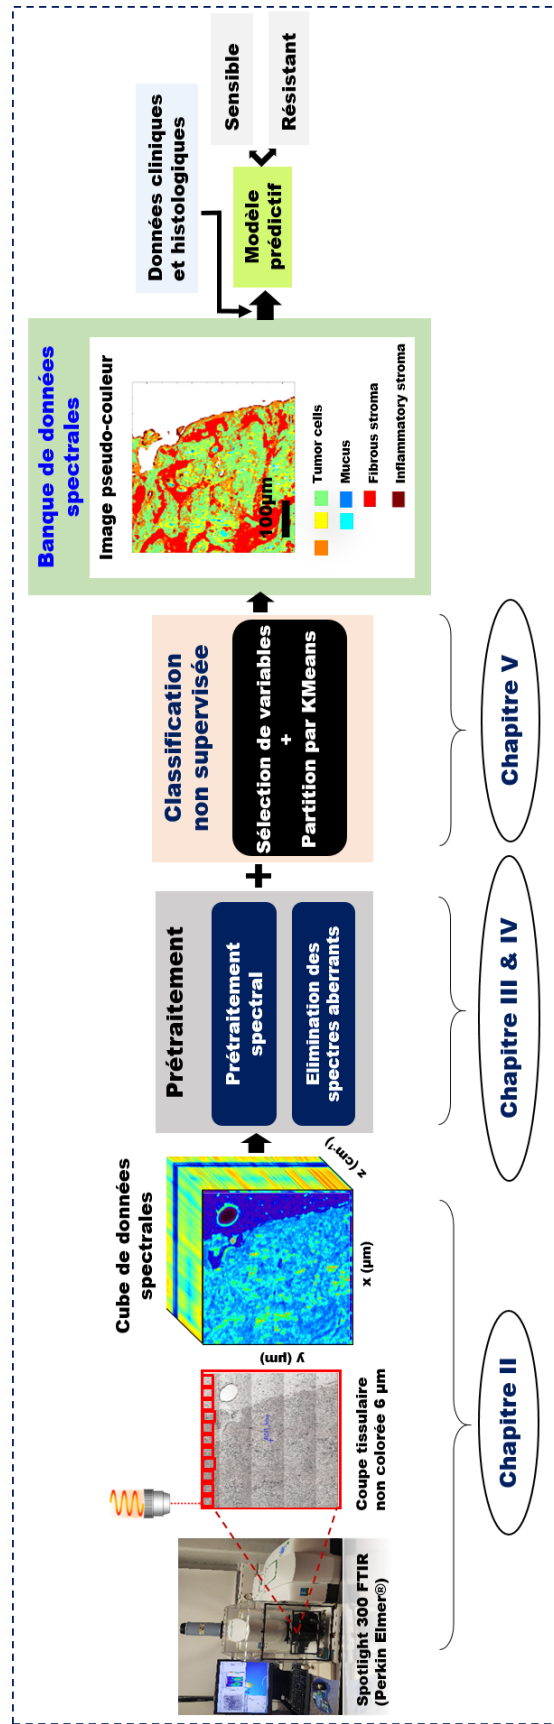 Spotlight 300 FTIR
(Perkin Elmer®)
Coupe tissulaire
non colorée 6 µm
Cube de données
spectrales
y (µm)
x (µm)
z (cm⁻¹)
Prétraitement
Prétraitement
spectral
Elimination des
spectres aberrants
+
Classification
non supervisée
Sélection de variables
+
Partition par KMeans
Banque de données
spectrales
Image pseudo-couleur
100µm
Tumor cells
Mucus
Fibrous stroma
Inflammatory stroma
Données cliniques
et histologiques
Modèle
prédictif
Sensible
Résistant
Chapitre II
Chapitre III & IV
Chapitre V